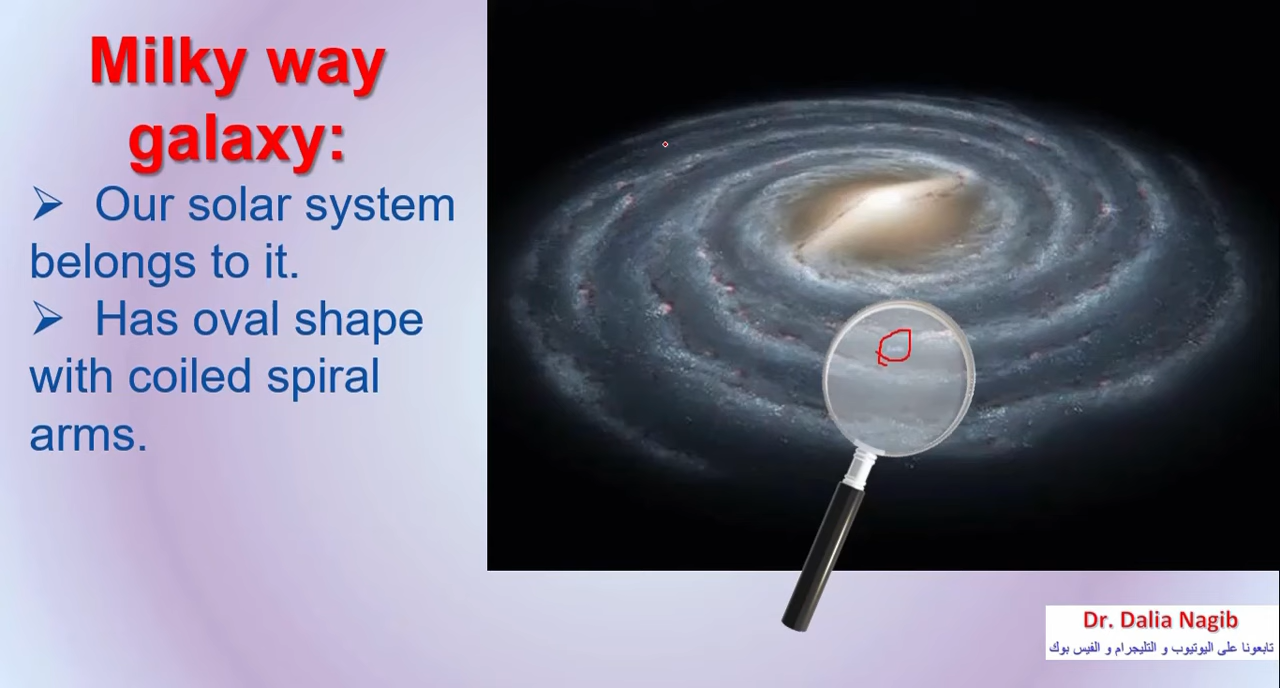 Milky way
galaxy:
➢ Our solar system
belongs to it.
➢ Has oval shape
with coiled spiral
arms.
Dr. Dalia Nagib
تابعونا على اليوتيوب و التليجرام و الفيس بوك